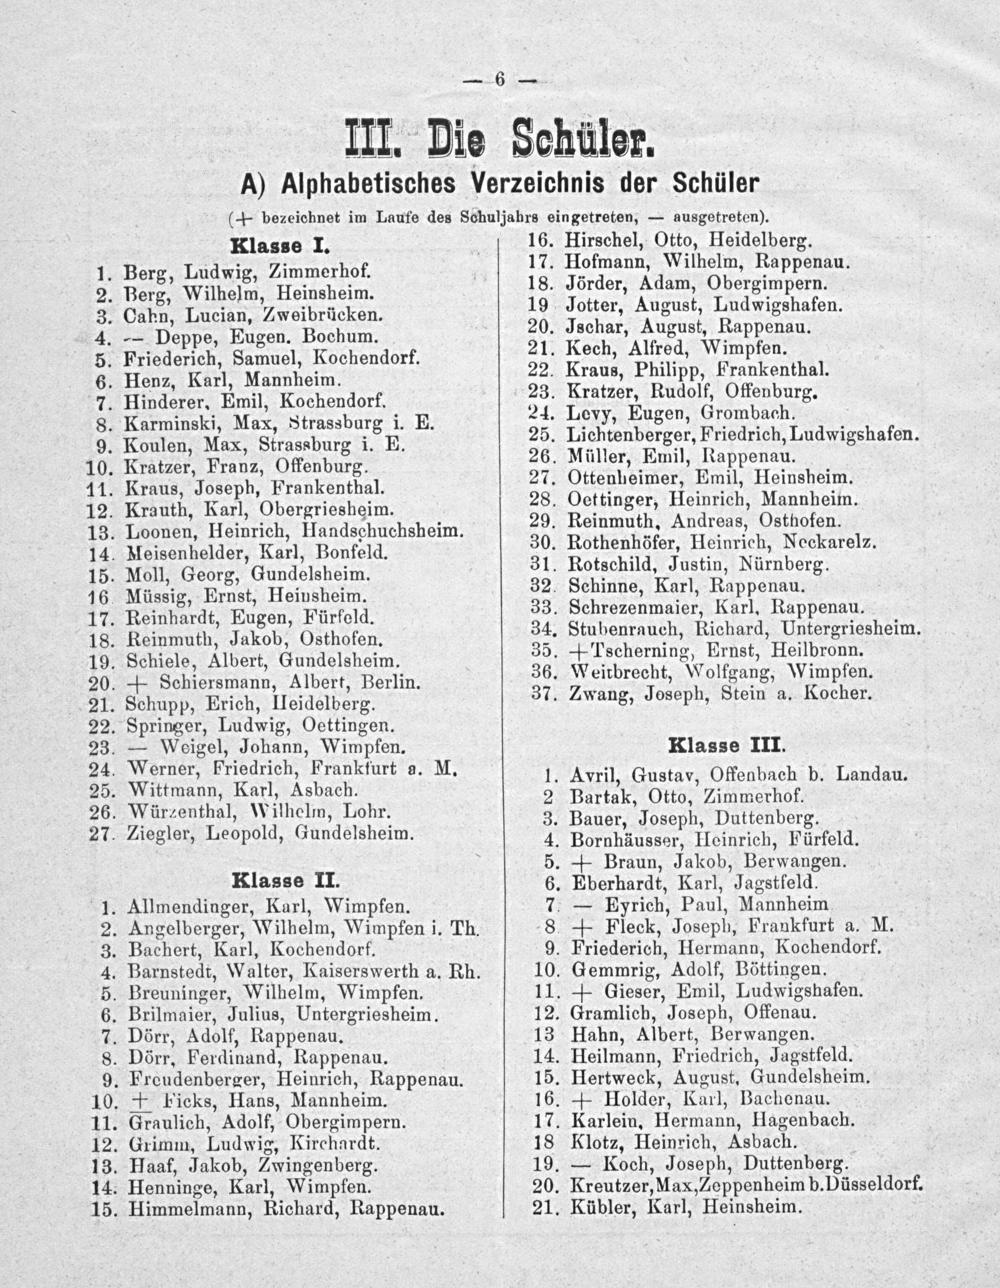 — 6 —
III. Die Schüler.
A) Alphabetisches Verzeichnis der Schüler
(+ bezeichnet im Laufe des Schuljahrs eingetreten, — ausgetreten).
Klasse I.
1. Berg, Ludwig, Zimmerhof.
2. Berg, Wilhelm, Heinsheim.
3. Cahn, Lucian, Zweibrücken.
4. — Deppe, Eugen. Bochum.
5. Friederich, Samuel, Kochendorf.
6. Henz, Karl, Mannheim.
7. Hinderer, Emil, Kochendorf.
8. Karminski, Max, Strassburg i. E.
9. Koulen, Max, Strassburg i. E.
10. Kratzer, Franz, Offenburg.
11. Kraus, Joseph, Frankenthal.
12. Krauth, Karl, Obergriesheim.
13. Loonen, Heinrich, Handschuchsheim.
14. Meisenhelder, Karl, Bonfeld.
15. Moll, Georg, Gundelsheim.
16 Müssig, Ernst, Heinsheim.
17. Reinhardt, Eugen, Fürfeld.
18. Reinmuth, Jakob, Osthofen.
19. Schiele, Albert, Gundelsheim.
20. + Schiersmann, Albert, Berlin.
21. Schupp, Erich, Heidelberg.
22. Springer, Ludwig, Oettingen.
23. — Weigel, Johann, Wimpfen.
24. Werner, Friedrich, Frankfurt a. M.
25. Wittmann, Karl, Asbach.
26. Würzenthal, Wilhelm, Lohr.
27. Ziegler, Leopold, Gundelsheim.
Klasse II.
1. Allmendinger, Karl, Wimpfen.
2. Angelberger, Wilhelm, Wimpfen i. Th.
3. Bachert, Karl, Kochendorf.
4. Barnstedt, Walter, Kaiserswerth a. Rh.
5. Breuninger, Wilhelm, Wimpfen.
6. Brilmaier, Julius, Untergriesheim.
7. Dörr, Adolf, Rappenau.
8. Dörr, Ferdinand, Rappenau.
9. Freudenberger, Heinrich, Rappenau.
10. ± Ficks, Hans, Mannheim.
11. Graulich, Adolf, Obergimpern.
12. Grimm, Ludwig, Kirchardt.
13. Haaf, Jakob, Zwingenberg.
14. Henninge, Karl, Wimpfen.
15. Himmelmann, Richard, Rappenau.
16. Hirschel, Otto, Heidelberg.
17. Hofmann, Wilhelm, Rappenau.
18. Jörder, Adam, Obergimpern.
19 Jotter, August, Ludwigshafen.
20. Jschar, August, Rappenau.
21. Kech, Alfred, Wimpfen.
22. Kraus, Philipp, Frankenthal.
23. Kratzer, Rudolf, Offenburg.
24. Levy, Eugen, Grombach.
25. Lichtenberger, Friedrich, Ludwigshafen.
26. Müller, Emil, Rappenau.
27. Ottenheimer, Emil, Heinsheim.
28. Oettinger, Heinrich, Mannheim.
29. Reinmuth, Andreas, Osthofen.
30. Rothenhöfer, Heinrich, Neckarelz.
31. Rotschild, Justin, Nürnberg.
32. Schinne, Karl, Rappenau.
33. Schrezenmaier, Karl, Rappenau.
34. Stubenrauch, Richard, Untergriesheim.
35. + Tscherning, Ernst, Heilbronn.
36. Weitbrecht, Wolfgang, Wimpfen.
37. Zwang, Joseph, Stein a. Kocher.
Klasse III.
1. Avril, Gustav, Offenbach b. Landau.
2 Bartak, Otto, Zimmerhof.
3. Bauer, Joseph, Duttenberg.
4. Bornhäusser, Heinrich, Fürfeld.
5. + Braun, Jakob, Berwangen.
6. Eberhardt, Karl, Jagstfeld.
7. — Eyrich, Paul, Mannheim
8. + Fleck, Joseph, Frankfurt a. M.
9. Friederich, Hermann, Kochendorf.
10. Gemmrig, Adolf, Böttingen.
11. + Gieser, Emil, Ludwigshafen.
12. Gramlich, Joseph, Offenau.
13 Hahn, Albert, Berwangen.
14. Heilmann, Friedrich, Jagstfeld.
15. Hertweck, August, Gundelsheim.
16. + Holder, Karl, Bachenau.
17. Karlein, Hermann, Hagenbach.
18 Klotz, Heinrich, Asbach.
19. — Koch, Joseph, Duttenberg.
20. Kreutzer, Max, Zeppenheim b. Düsseldorf.
21. Kübler, Karl, Heinsheim.